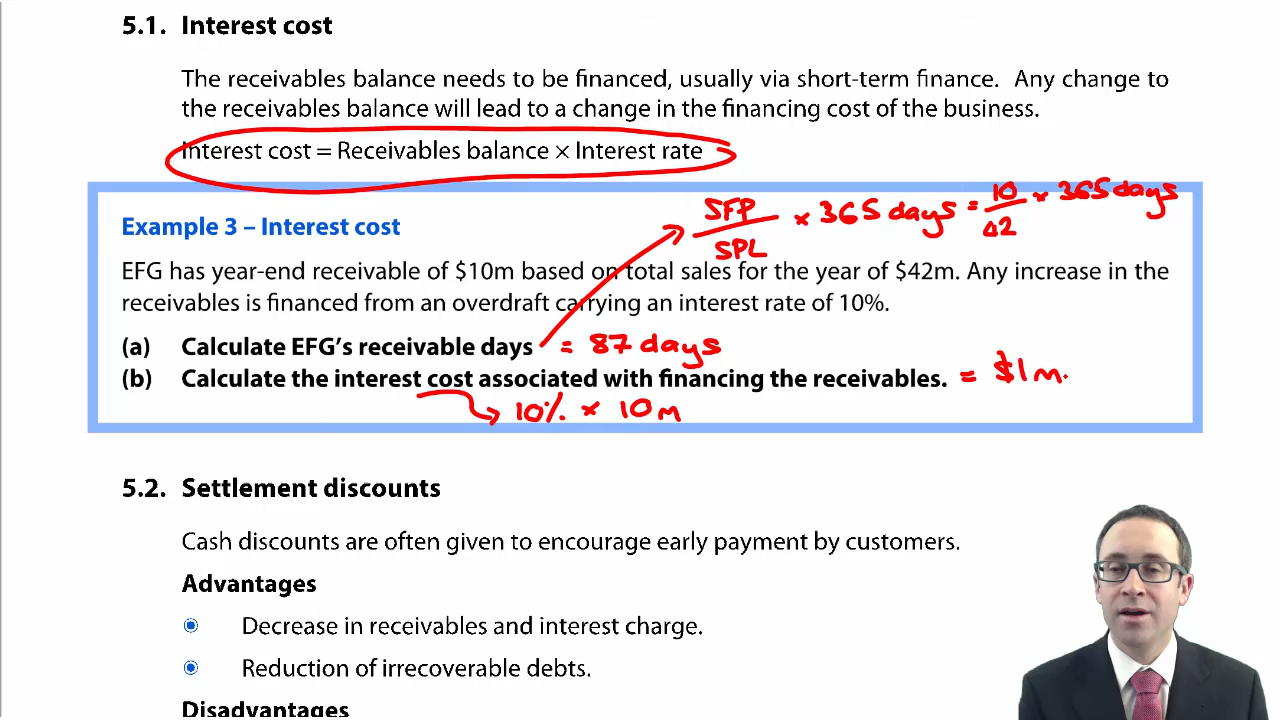 5.1. Interest cost
The receivables balance needs to be financed, usually via short-term finance. Any change to
the receivables balance will lead to a change in the financing cost of the business.
Interest cost = Receivables balance × Interest rate
Example 3 – Interest cost
SFP / SPL × 365 days = 10 / 42 × 365 days
EFG has year-end receivable of $10m based on total sales for the year of $42m. Any increase in the
receivables is financed from an overdraft carrying an interest rate of 10%.
(a) Calculate EFG's receivable days = 87 days
(b) Calculate the interest cost associated with financing the receivables. = $1m
10% × 10m
5.2. Settlement discounts
Cash discounts are often given to encourage early payment by customers.
Advantages
Decrease in receivables and interest charge.
Reduction of irrecoverable debts.
Disadvantages